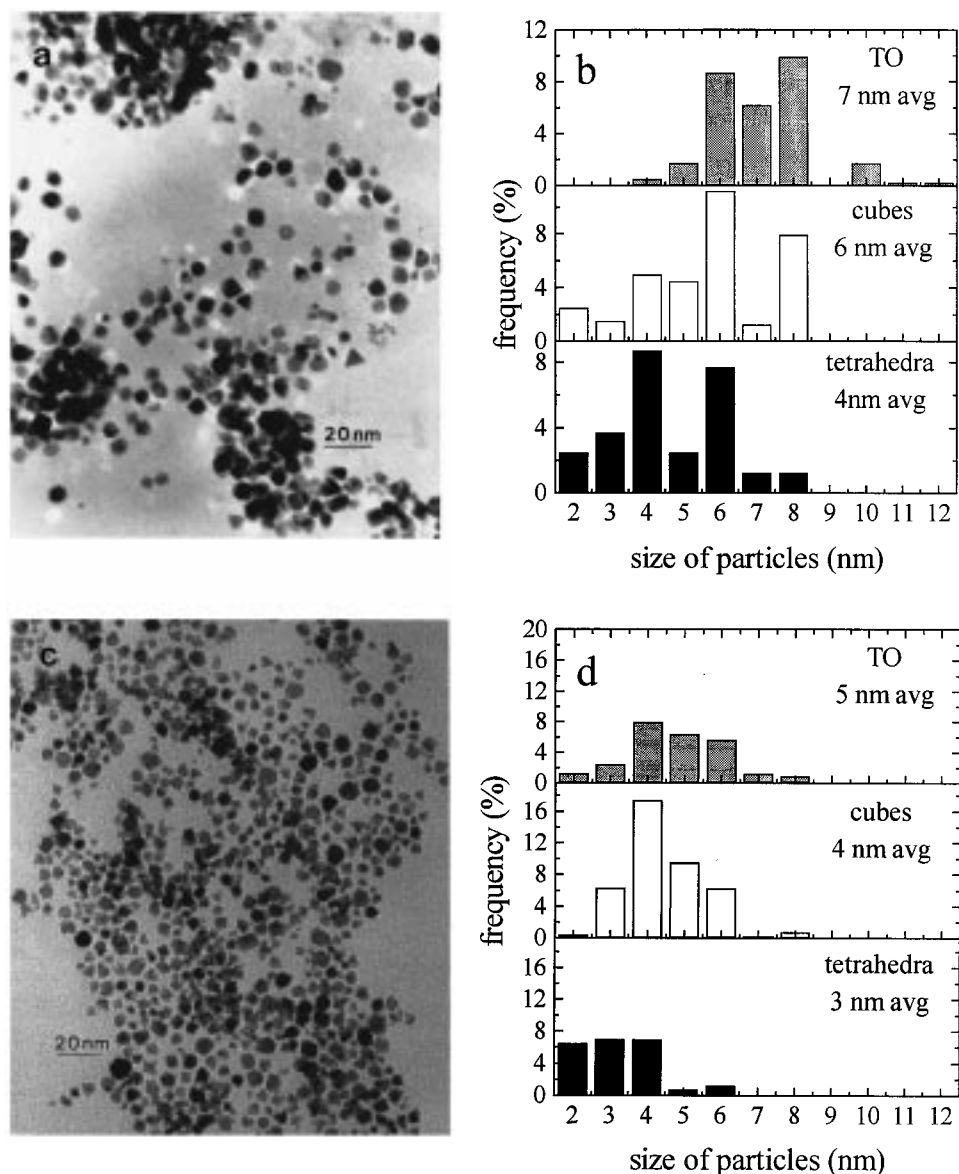 a
20 nm
b
TO
7 nm avg
cubes
6 nm avg
tetrahedra
4nm avg
frequency (%)
12
8
4
0
8
4
0
8
4
0
2 3 4 5 6 7 8 9 10 11 12
size of particles (nm)
c
20nm
d
TO
5 nm avg
cubes
4 nm avg
tetrahedra
3 nm avg
frequency (%)
20
16
12
8
4
0
16
12
8
4
0
16
12
8
4
0
2 3 4 5 6 7 8 9 10 11 12
size of particles (nm)